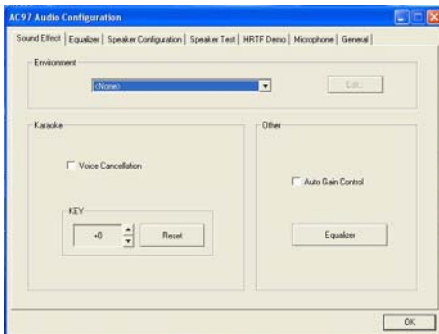 AC97 Audio Configuration
Sound Effect Equalizer Speaker Configuration Speaker Test HRTF Demo Microphone General
Environment
<None>
Edit...
Karaoke
Other
Voice Cancellation
Auto Gain Control
KEY
+0
Reset
Equalizer
OK